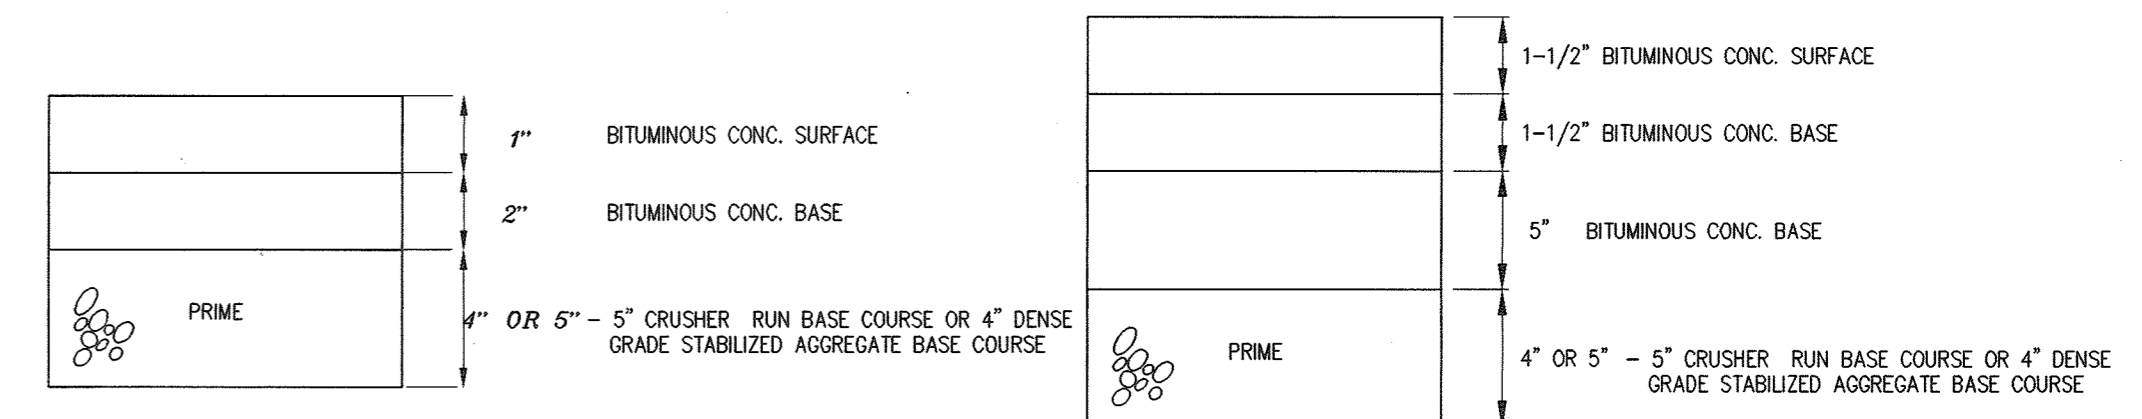 1" BITUMINOUS CONC. SURFACE
2" BITUMINOUS CONC. BASE
PRIME
4" OR 5" - 5" CRUSHER RUN BASE COURSE OR 4" DENSE
GRADE STABILIZED AGGREGATE BASE COURSE
1-1/2" BITUMINOUS CONC. SURFACE
1-1/2" BITUMINOUS CONC. BASE
5" BITUMINOUS CONC. BASE
PRIME
4" OR 5" - 5" CRUSHER RUN BASE COURSE OR 4" DENSE
GRADE STABILIZED AGGREGATE BASE COURSE